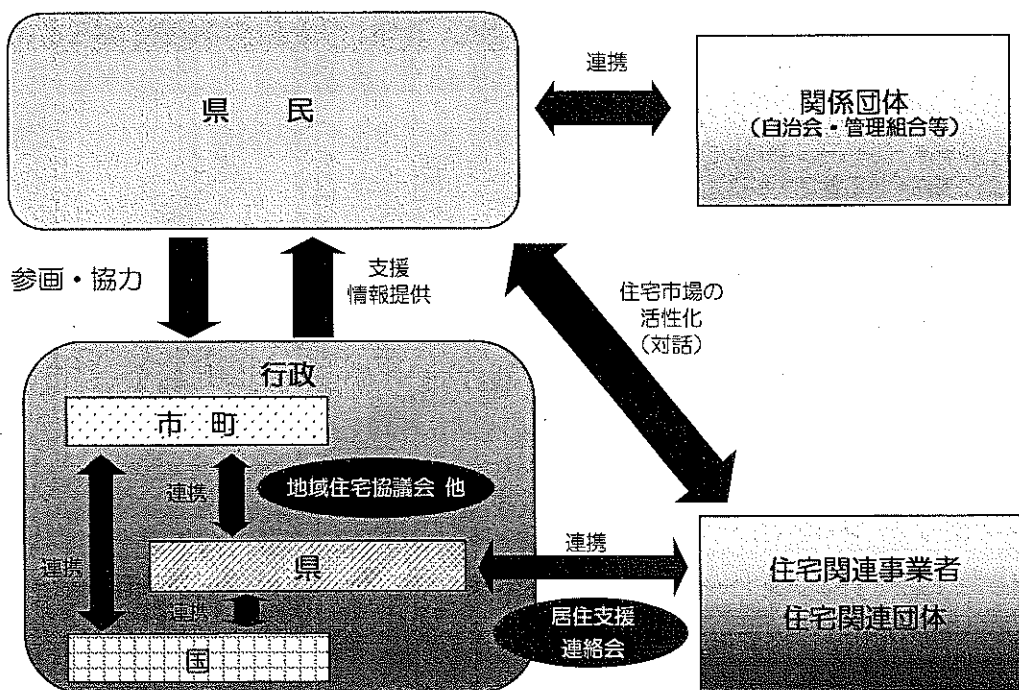 県 民
連携
関係団体
（自治会・管理組合等）
参画・協力
支援
情報提供
住宅市場の
活性化
（対話）
行政
市 町
連携
地域住宅協議会 他
連携
県
連携
国
連携
居住支援
連絡会
住宅関連事業者
住宅関連団体